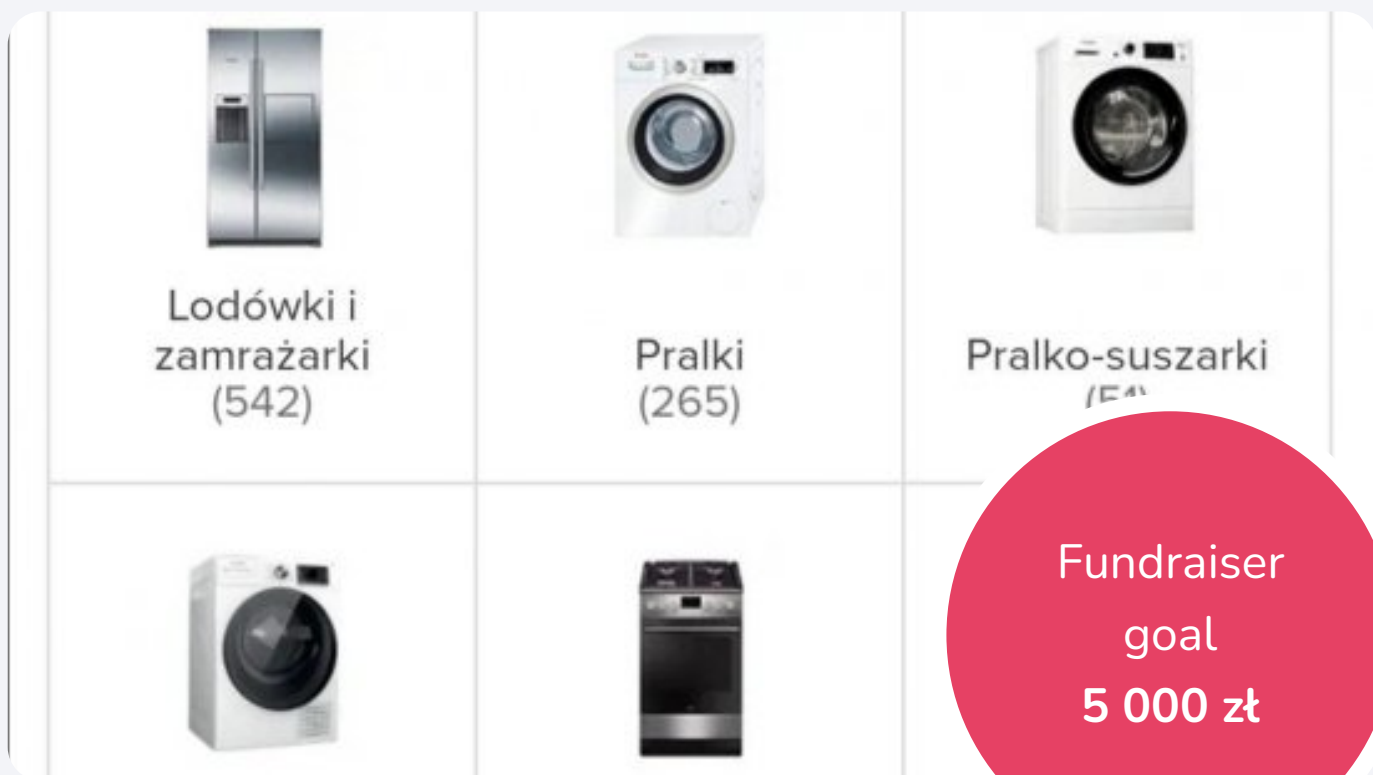 Lodówki i
zamrażarki
(542)
Pralki
(265)
Pralko-suszarki
Fundraiser
goal
5 000 zł